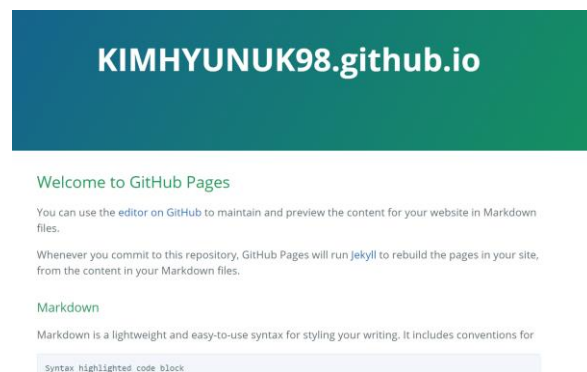 KIMHYUNUK98.github.io
Welcome to GitHub Pages
You can use the editor on GitHub to maintain and preview the content for your website in Markdown
files.
Whenever you commit to this repository, GitHub Pages will run Jekyll to rebuild the pages in your site,
from the content in your Markdown files.
Markdown
Markdown is a lightweight and easy-to-use syntax for styling your writing. It includes conventions for
Syntax highlighted code block